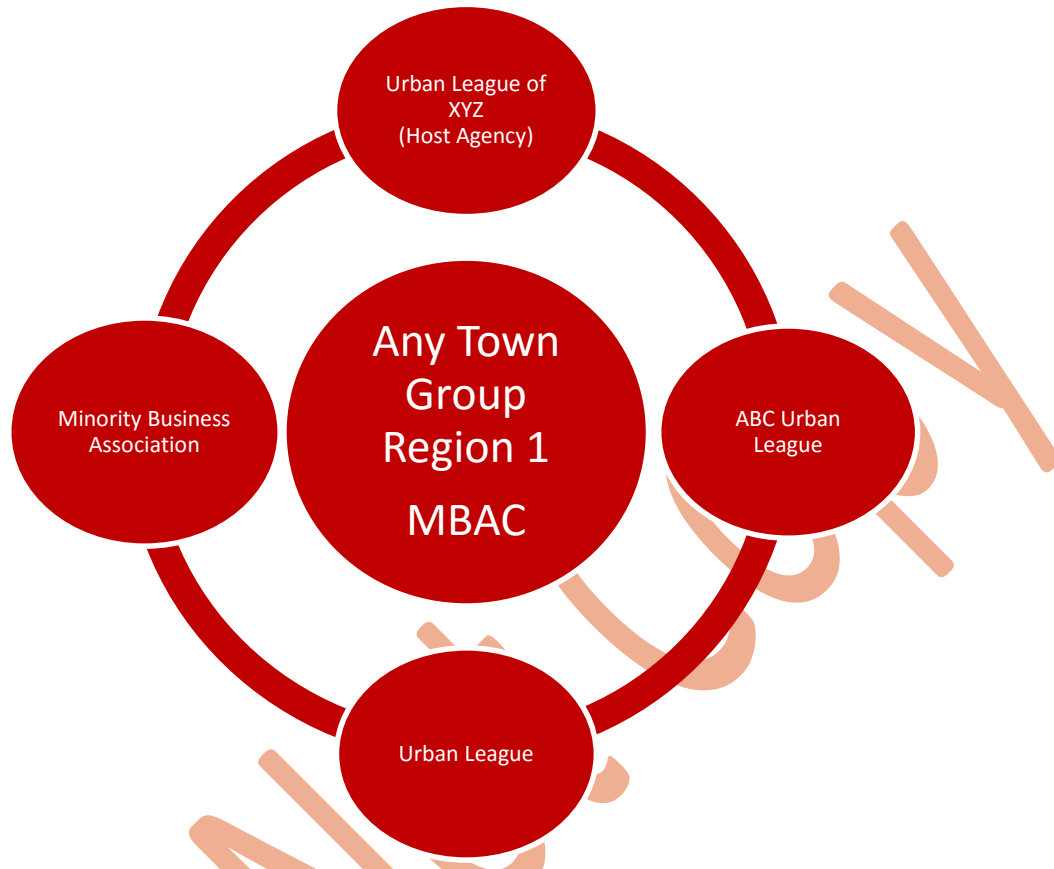 Urban League of
XYZ
(Host Agency)
Any Town
Group
Region 1
MBAC
Minority Business
Association
ABC Urban
League
Urban League